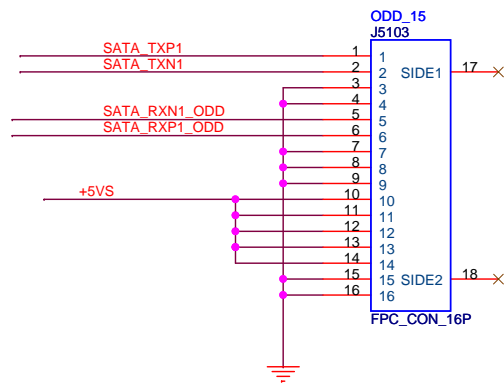 ODD_15
J5103
SATA_TXP1 1 1
SATA_TXN1 2 2 SIDE1 17
3 3
4 4
SATA_RXN1_ODD 5 5
SATA_RXP1_ODD 6 6
7 7
8 8
9 9
+5VS 10 10
11 11
12 12
13 13
14 14
15 15 SIDE2 18
16 16
FPC_CON_16P